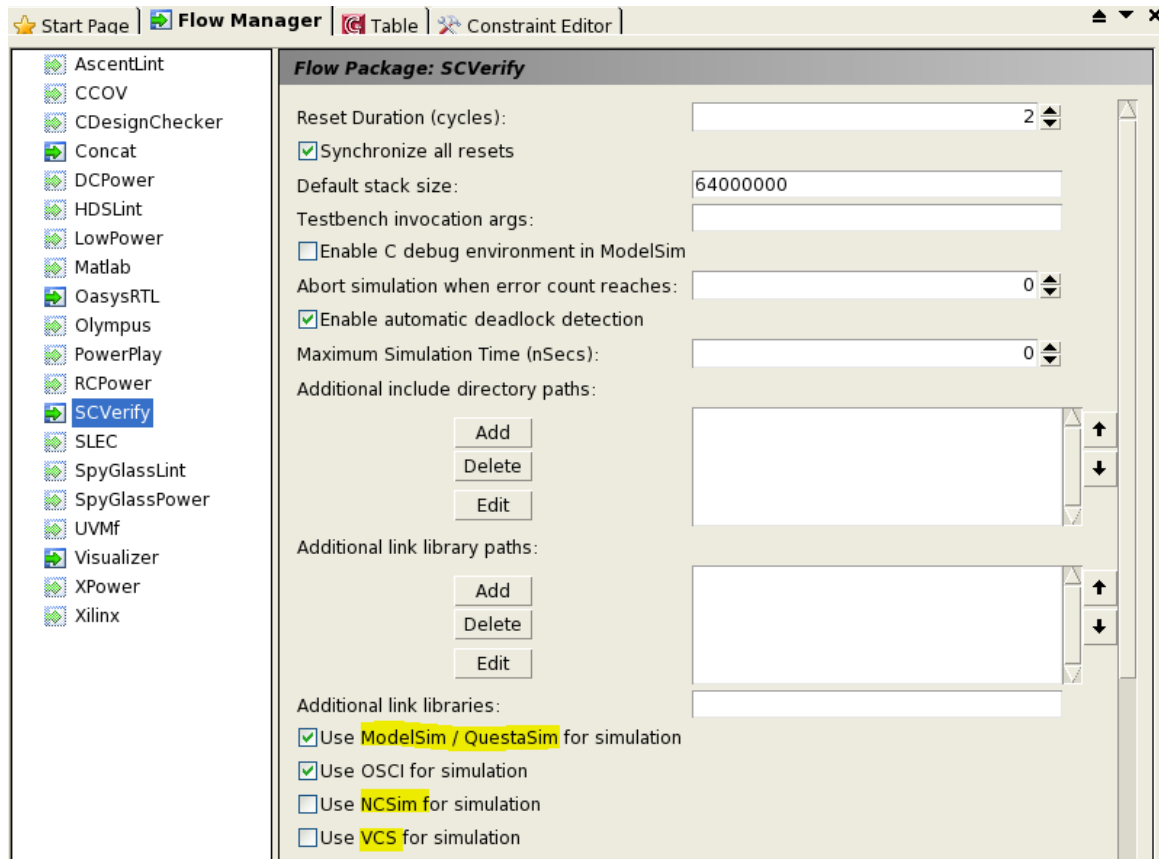 Start Page
Flow Manager
Table
Constraint Editor
AscentLint
CCOV
CDesignChecker
Concat
DCPower
HDSLint
LowPower
Matlab
OasysRTL
Olympus
PowerPlay
RCPower
SCVerify
SLEC
SpyGlassLint
SpyGlassPower
UVMf
Visualizer
XPower
Xilinx
Flow Package: SCVerify
Reset Duration (cycles): 2
Synchronize all resets
Default stack size: 64000000
Testbench invocation args:
Enable C debug environment in ModelSim
Abort simulation when error count reaches: 0
Enable automatic deadlock detection
Maximum Simulation Time (nSecs): 0
Additional include directory paths:
Add
Delete
Edit
Additional link library paths:
Add
Delete
Edit
Additional link libraries:
Use ModelSim / QuestaSim for simulation
Use OSCI for simulation
Use NCSim for simulation
Use VCS for simulation